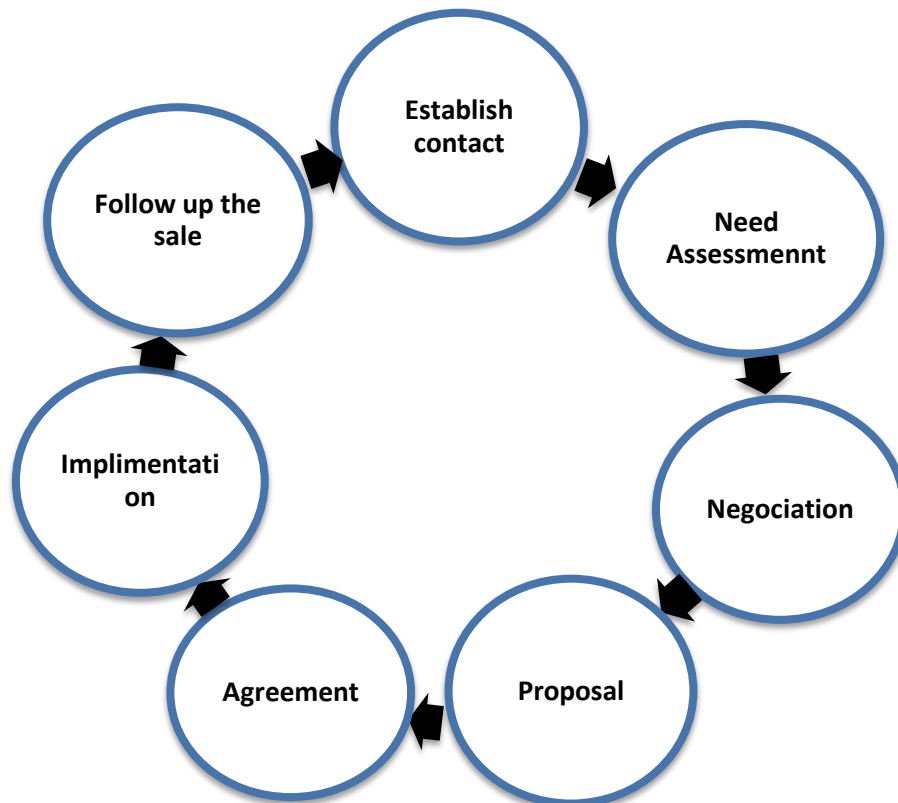 Establish
contact
Need
Assessmennt
Negociation
Proposal
Agreement
Implimentati
on
Follow up the
sale